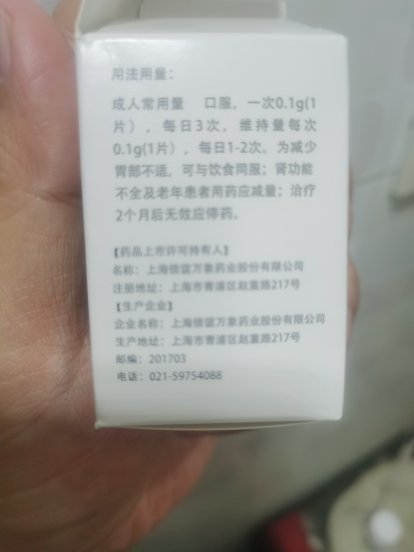 用法用量：
成人常用量 口服，一次0.1g(1
片），每日3次，维持量每次
0.1g(1片），每日1-2次。为减少
胃部不适，可与饮食同服；肾功能
不全及老年患者用药应减量；治疗
2个月后无效应停药。
【药品上市许可持有人】
名称：上海信谊万象药业股份有限公司
注册地址：上海市青浦区赵重路217号
【生产企业】
企业名称：上海信谊万象药业股份有限公司
生产地址：上海市青浦区赵重路217号
邮编：201703
电话：021-59754088